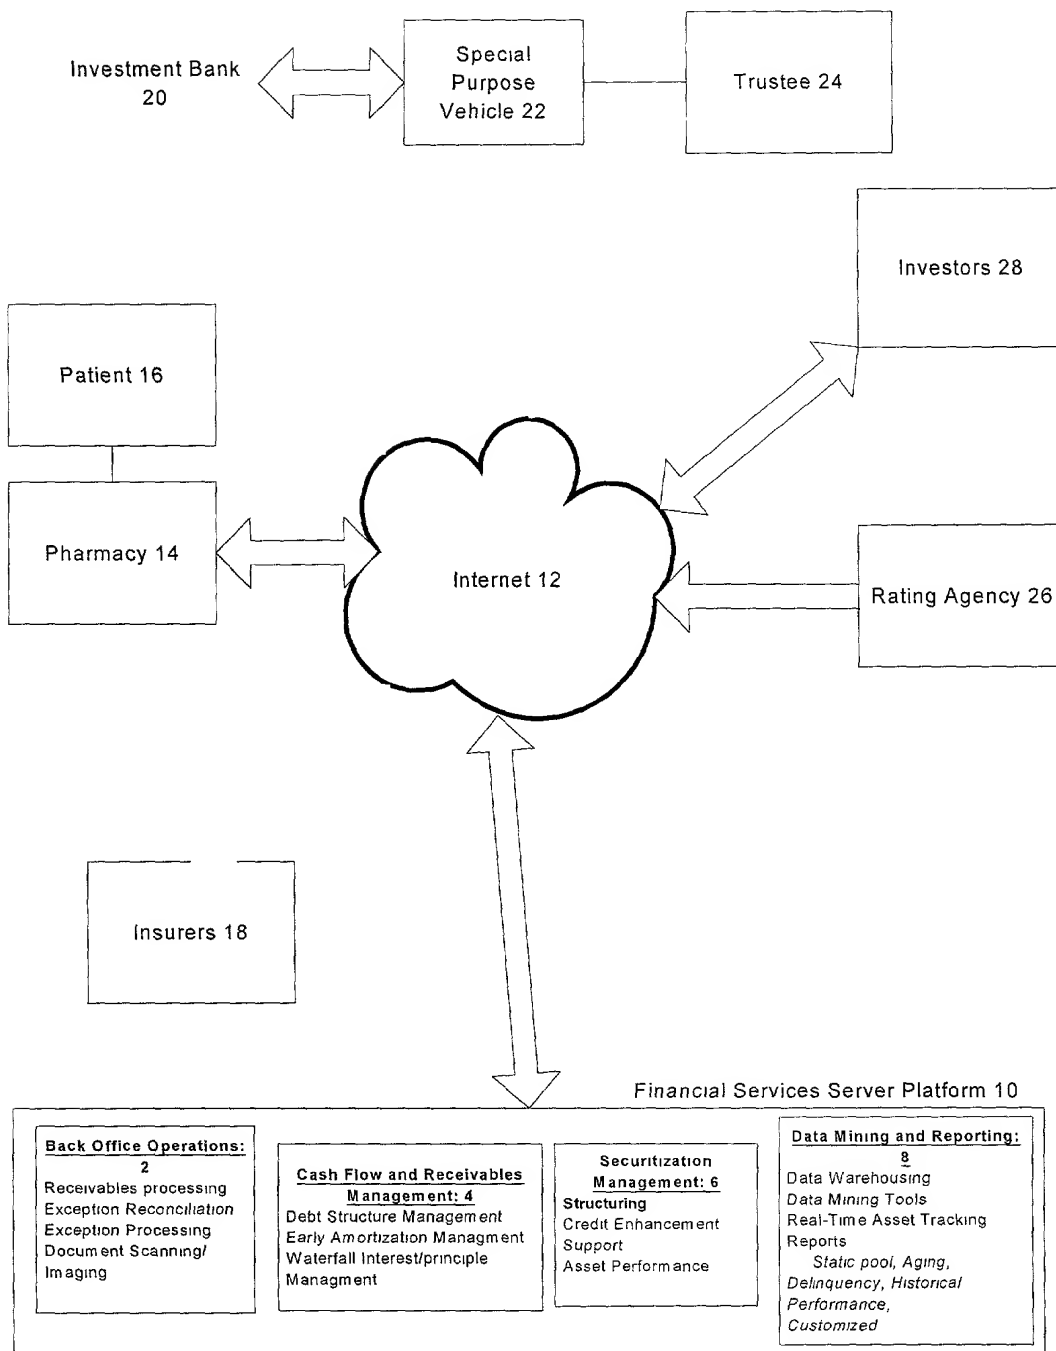 Investment Bank
20
Special
Purpose
Vehicle 22
Trustee 24
Investors 28
Patient 16
Pharmacy 14
Internet 12
Rating Agency 26
Insurers 18
Financial Services Server Platform 10
Back Office Operations:
2
Receivables processing
Exception Reconciliation
Exception Processing
Document Scanning/
Imaging
Cash Flow and Receivables
Management: 4
Debt Structure Management
Early Amortization Managment
Waterfall Interest/principle
Managment
Securitization
Management: 6
Structuring
Credit Enhancement
Support
Asset Performance
Data Mining and Reporting:
8
Data Warehousing
Data Mining Tools
Real-Time Asset Tracking
Reports
Static pool, Aging,
Delinquency, Historical
Performance,
Customized